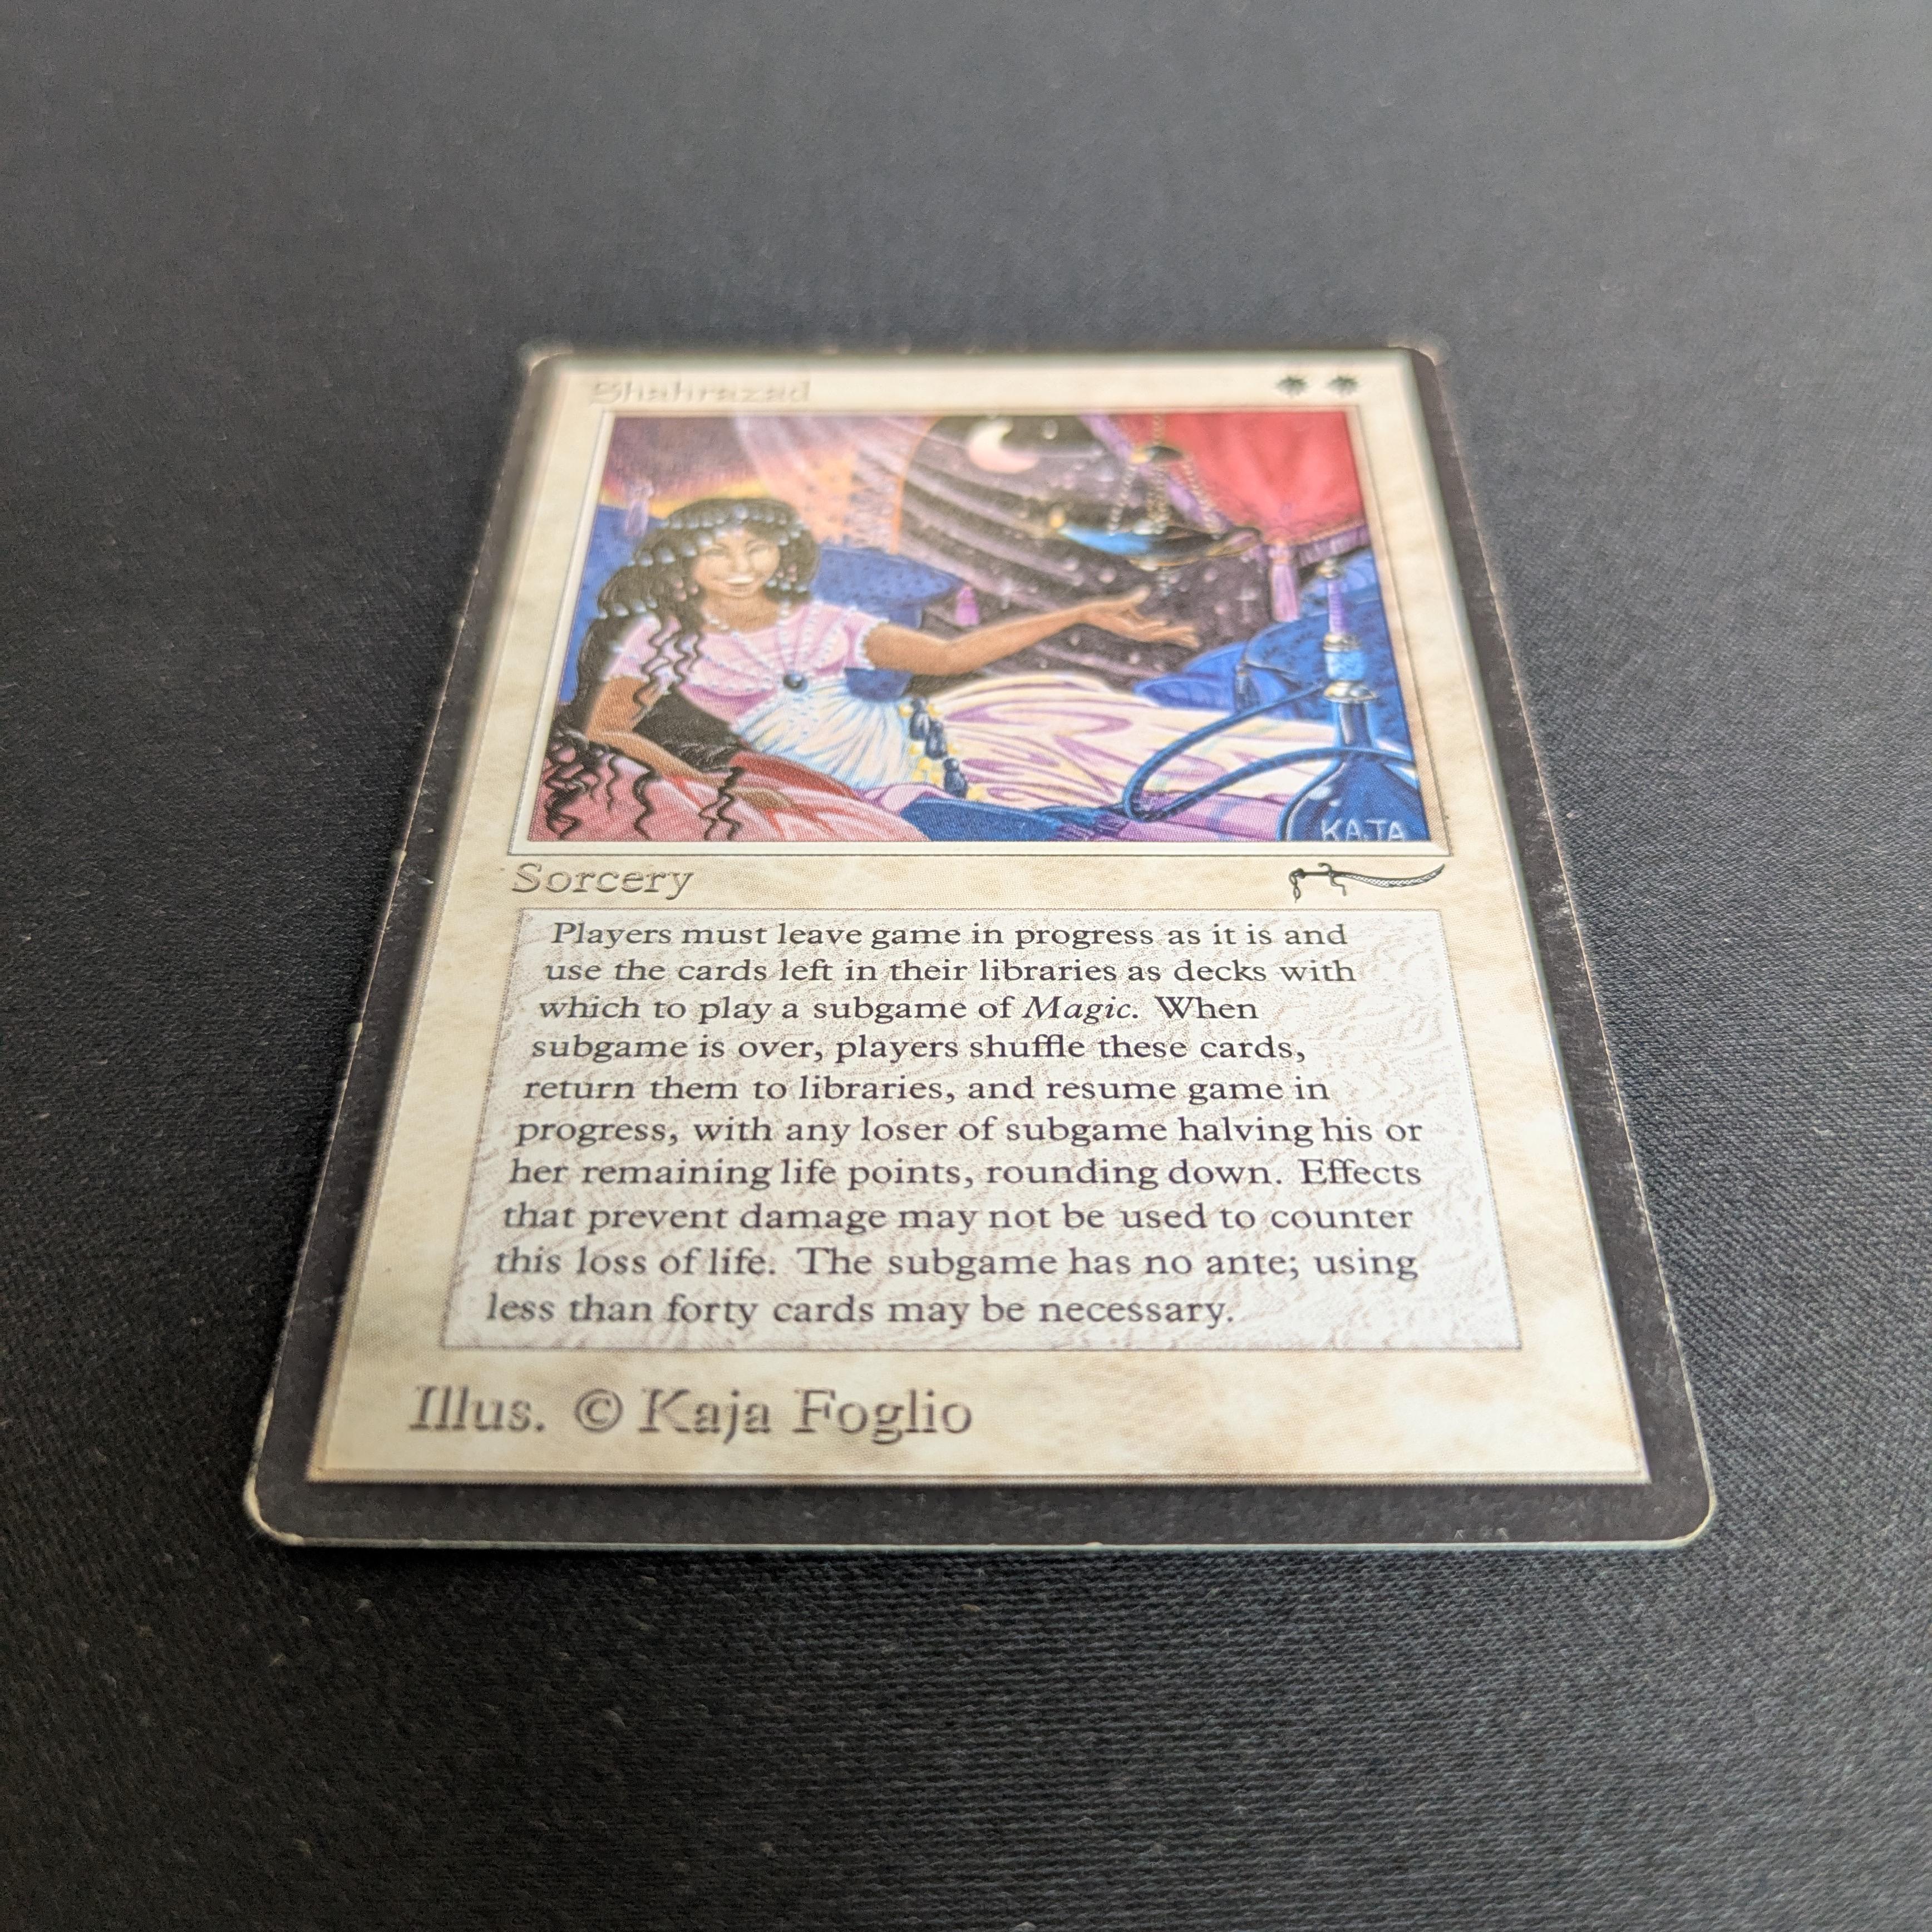 Shahrazad
KAJA
Sorcery
Players must leave game in progress as it is and
use the cards left in their libraries as decks with
which to play a subgame of Magic. When
subgame is over, players shuffle these cards,
return them to libraries, and resume game in
progress, with any loser of subgame halving his or
her remaining life points, rounding down. Effects
that prevent damage may not be used to counter
this loss of life. The subgame has no ante; using
less than forty cards may be necessary.
Illus. © Kaja Foglio